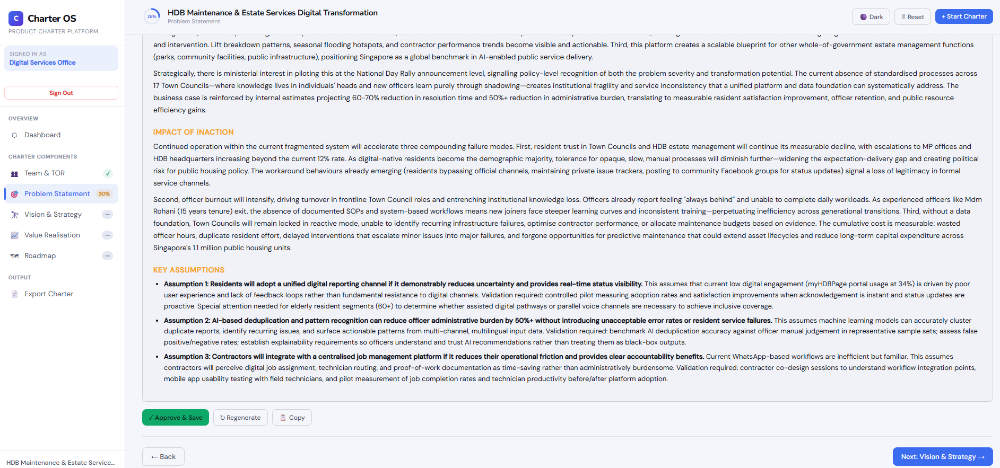 C Charter OS
PRODUCT CHARTER PLATFORM
SIGNED IN AS
Digital Services Office
Sign Out
OVERVIEW
Dashboard
CHARTER COMPONENTS
Team & TOR ✓
Problem Statement 30%
Vision & Strategy –
Value Realisation –
Roadmap –
OUTPUT
Export Charter
HDB Maintenance & Estate Service...
26%
HDB Maintenance & Estate Services Digital Transformation
Problem Statement
Dark
Reset
+ Start Charter
and intervention. Lift breakdown patterns, seasonal flooding hotspots, and contractor performance trends become visible and actionable. Third, this platform creates a scalable blueprint for other whole-of-government estate management functions
(parks, community facilities, public infrastructure), positioning Singapore as a global benchmark in AI-enabled public service delivery.
Strategically, there is ministerial interest in piloting this at the National Day Rally announcement level, signalling policy-level recognition of both the problem severity and transformation potential. The current absence of standardised processes across
17 Town Councils—where knowledge lives in individuals' heads and new officers learn purely through shadowing—creates institutional fragility and service inconsistency that a unified platform and data foundation can systematically address. The
business case is reinforced by internal estimates projecting 60-70% reduction in resolution time and 50%+ reduction in administrative burden, translating to measurable resident satisfaction improvement, officer retention, and public resource
efficiency gains.
IMPACT OF INACTION
Continued operation within the current fragmented system will accelerate three compounding failure modes. First, resident trust in Town Councils and HDB estate management will continue its measurable decline, with escalations to MP offices and
HDB headquarters increasing beyond the current 12% rate. As digital-native residents become the demographic majority, tolerance for opaque, slow, manual processes will diminish further—widening the expectation-delivery gap and creating political
risk for public housing policy. The workaround behaviours already emerging (residents bypassing official channels, maintaining private issue trackers, posting to community Facebook groups for status updates) signal a loss of legitimacy in formal
service channels.
Second, officer burnout will intensify, driving turnover in frontline Town Council roles and entrenching institutional knowledge loss. Officers already report feeling "always behind" and unable to complete daily workloads. As experienced officers like Mdm
Rohani (15 years tenure) exit, the absence of documented SOPs and system-based workflows means new joiners face steeper learning curves and inconsistent training—perpetuating inefficiency across generational transitions. Third, without a data
foundation, Town Councils will remain locked in reactive mode, unable to identify recurring infrastructure failures, optimise contractor performance, or allocate maintenance budgets based on evidence. The cumulative cost is measurable: wasted
officer hours, duplicate resident effort, delayed interventions that escalate minor issues into major failures, and forgone opportunities for predictive maintenance that could extend asset lifecycles and reduce long-term capital expenditure across
Singapore's 1.1 million public housing units.
KEY ASSUMPTIONS
• Assumption 1: Residents will adopt a unified digital reporting channel if it demonstrably reduces uncertainty and provides real-time status visibility. This assumes that current low digital engagement (myHDBPage portal usage at 34%) is driven by poor
user experience and lack of feedback loops rather than fundamental resistance to digital channels. Validation required: controlled pilot measuring adoption rates and satisfaction improvements when acknowledgement is instant and status updates are
proactive. Special attention needed for elderly resident segments (60+) to determine whether assisted digital pathways or parallel voice channels are necessary to achieve inclusive coverage.
• Assumption 2: AI-based deduplication and pattern recognition can reduce officer administrative burden by 50%+ without introducing unacceptable error rates or resident service failures. This assumes machine learning models can accurately cluster
duplicate reports, identify recurring issues, and surface actionable patterns from multi-channel, multilingual input data. Validation required: benchmark AI deduplication accuracy against officer manual judgement in representative sample sets; assess false
positive/negative rates; establish explainability requirements so officers understand and trust AI recommendations rather than treating them as black-box outputs.
• Assumption 3: Contractors will integrate with a centralised job management platform if it reduces their operational friction and provides clear accountability benefits. Current WhatsApp-based workflows are inefficient but familiar. This assumes
contractors will perceive digital job assignment, technician routing, and proof-of-work documentation as time-saving rather than administratively burdensome. Validation required: contractor co-design sessions to understand workflow integration points,
mobile app usability testing with field technicians, and pilot measurement of job completion rates and technician productivity before/after platform adoption.
✓ Approve & Save
↻ Regenerate
Copy
← Back
Next: Vision & Strategy →